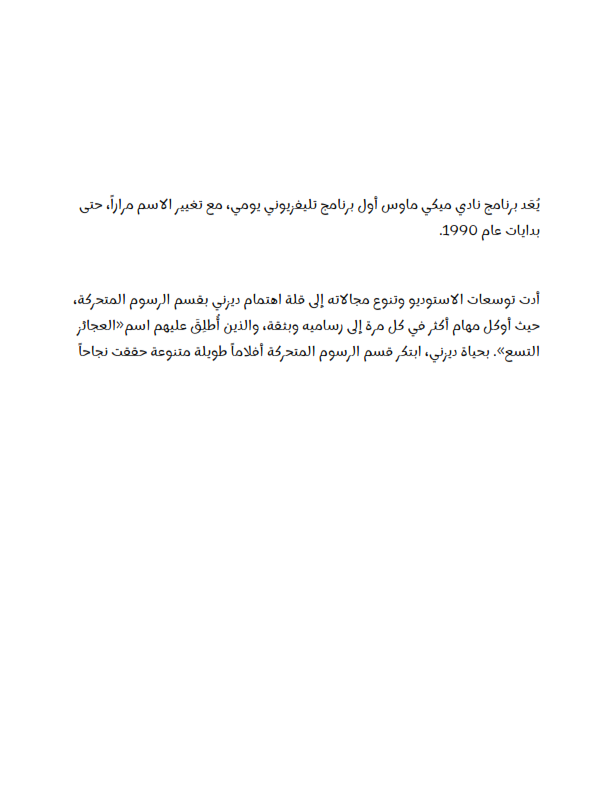 يُعَد برنامج نادي ميكي ماوس أول برنامج تليفزيوني يومي، مع تغيير الاسم مراراً، حتى
بدايات عام 1990.
أدت توسعات الاستوديو وتنوع مجالاته إلى قلة اهتمام ديزني بقسم الرسوم المتحركة،
حيث أوكل مهام أكثر في كل مرة إلى رساميه وبثقة، والذين أُطلِقَ عليهم اسم«العجائز
التسع». بحياة ديزني، ابتكر قسم الرسوم المتحركة أفلاماً طويلة متنوعة حققت نجاحاً